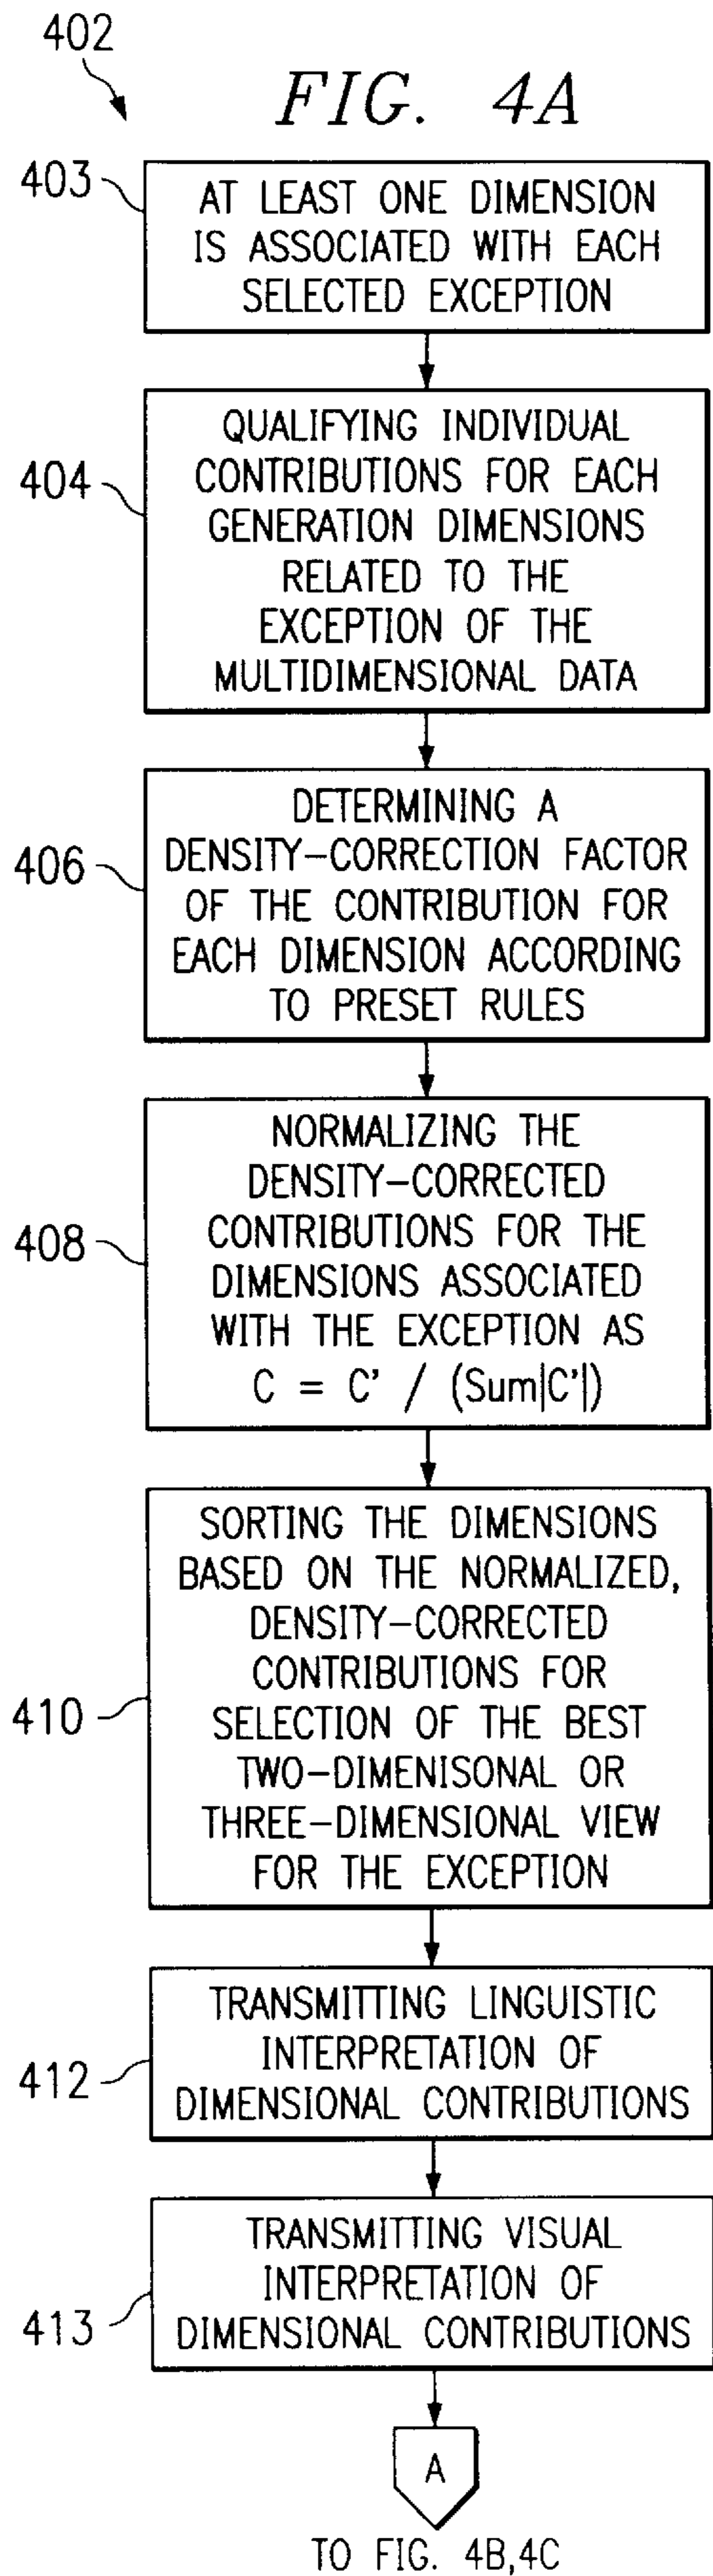 402
FIG. 4A
403
AT LEAST ONE DIMENSION
IS ASSOCIATED WITH EACH
SELECTED EXCEPTION
404
QUALIFYING INDIVIDUAL
CONTRIBUTIONS FOR EACH
GENERATION DIMENSIONS
RELATED TO THE
EXCEPTION OF THE
MULTIDIMENSIONAL DATA
406
DETERMINING A
DENSITY-CORRECTION FACTOR
OF THE CONTRIBUTION FOR
EACH DIMENSION ACCORDING
TO PRESET RULES
408
NORMALIZING THE
DENSITY-CORRECTED
CONTRIBUTIONS FOR THE
DIMENSIONS ASSOCIATED
WITH THE EXCEPTION AS
C = C' / (Sum|C'|)
410
SORTING THE DIMENSIONS
BASED ON THE NORMALIZED,
DENSITY-CORRECTED
CONTRIBUTIONS FOR
SELECTION OF THE BEST
TWO-DIMENISONAL OR
THREE-DIMENSIONAL VIEW
FOR THE EXCEPTION
412
TRANSMITTING LINGUISTIC
INTERPRETATION OF
DIMENSIONAL CONTRIBUTIONS
413
TRANSMITTING VISUAL
INTERPRETATION OF
DIMENSIONAL CONTRIBUTIONS
A
TO FIG. 4B,4C